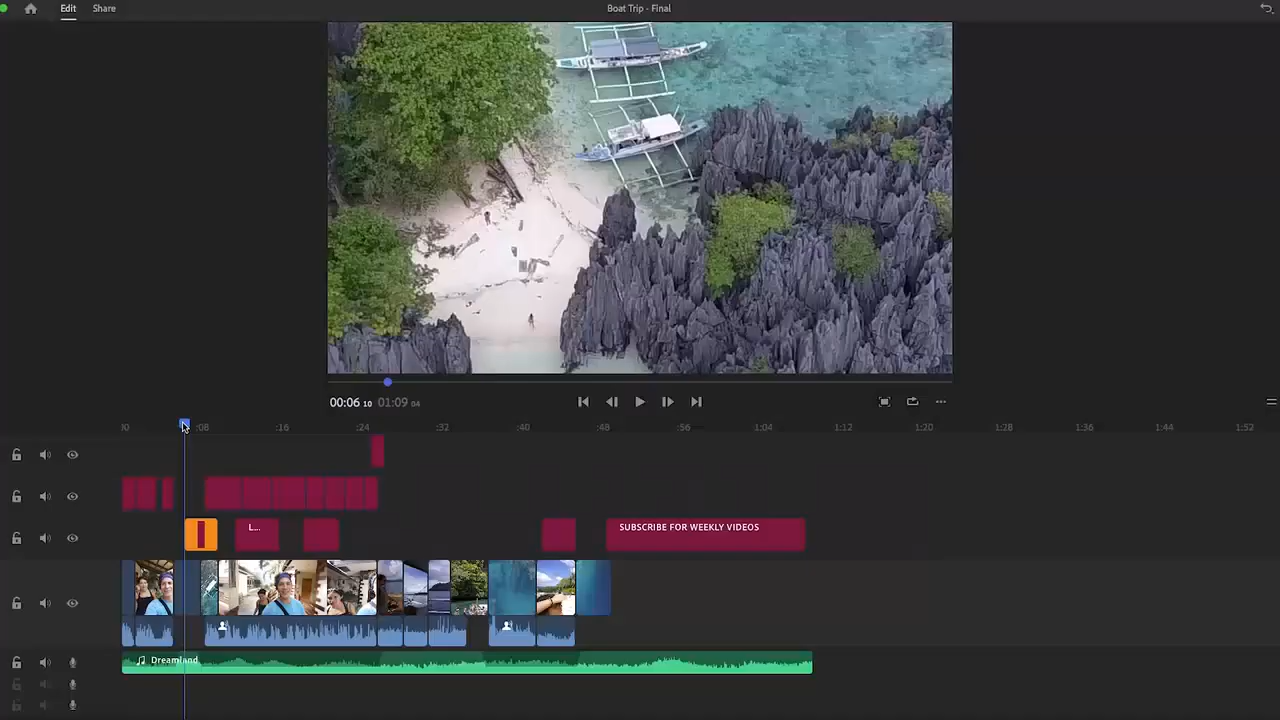 Edit Share Boat Trip - Final
00:06 10 01:09 04
:08 :16 :24 :32 :40 :48 :56 1:04 1:12 1:20 1:28 1:36 1:44 1:52
L... SUBSCRIBE FOR WEEKLY VIDEOS
Dreamland